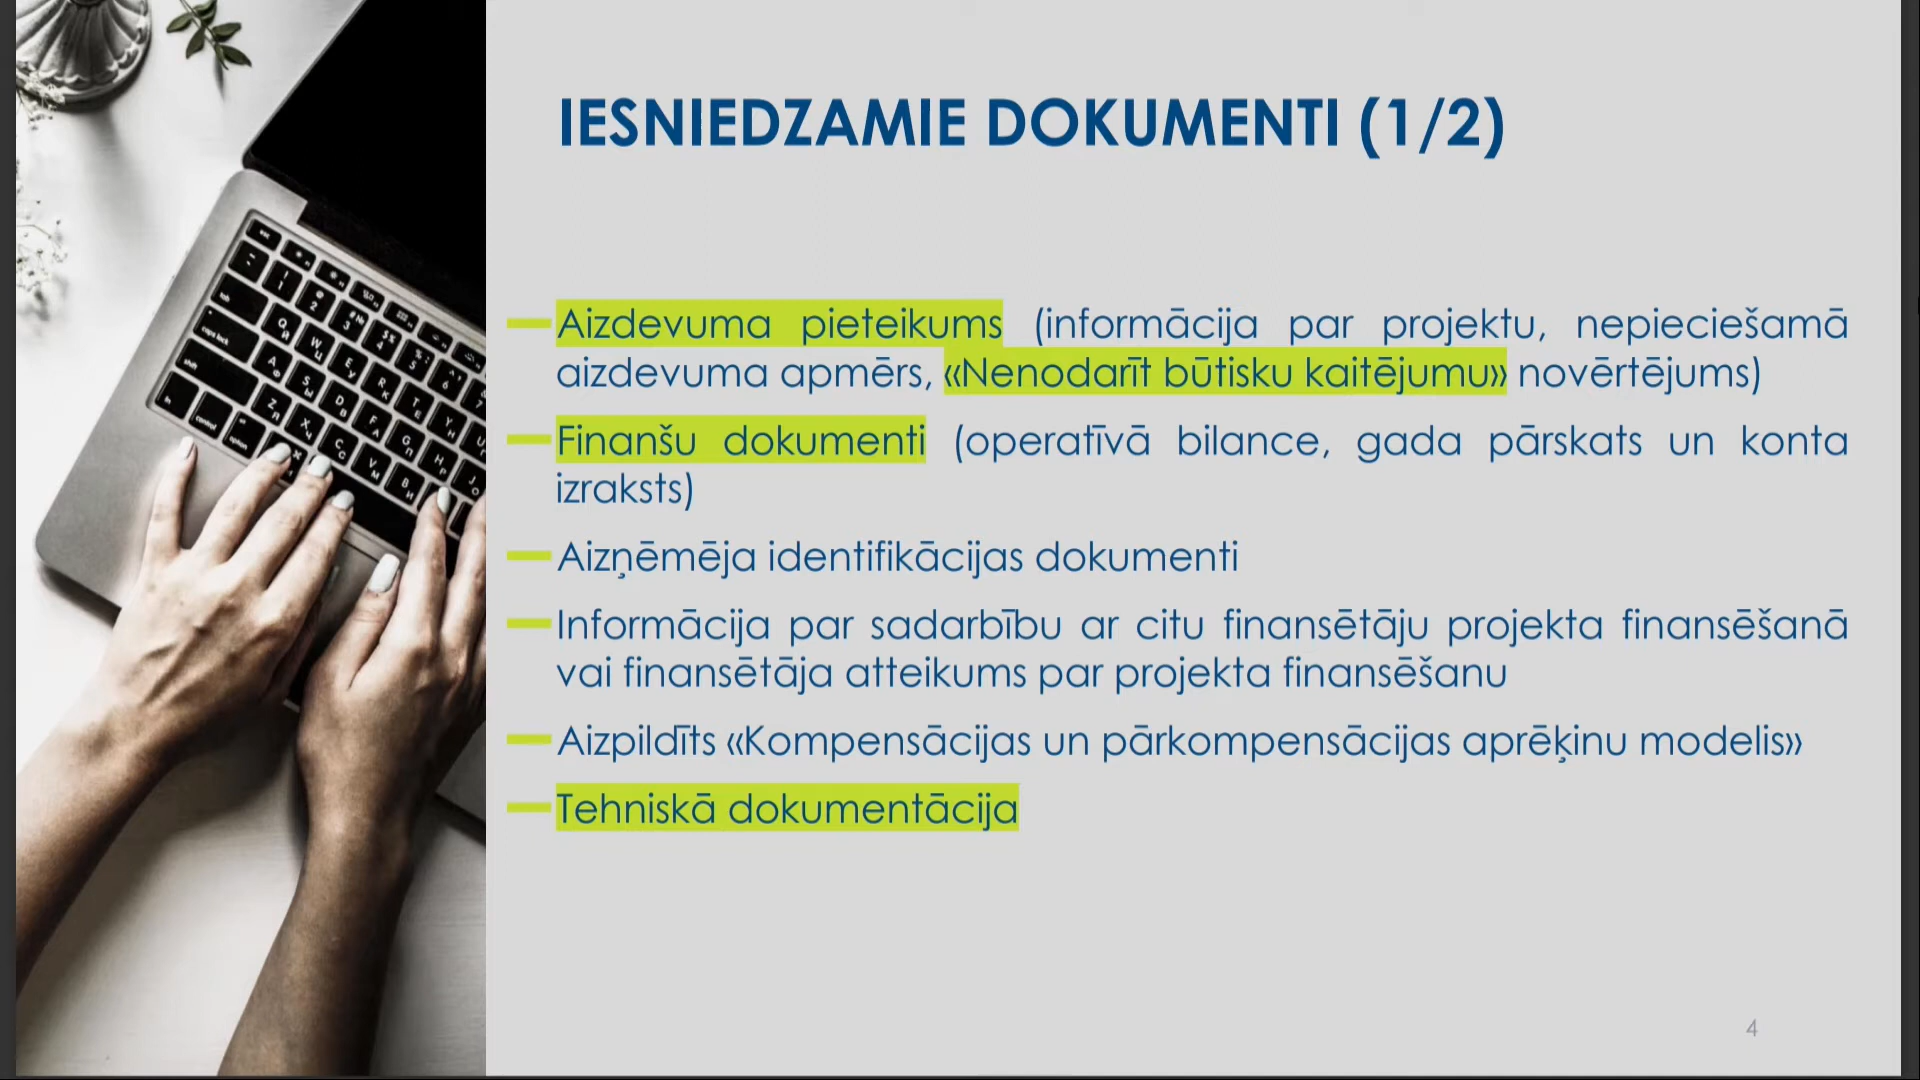 IESNIEDZAMIE DOKUMENTI (1/2)
Aizdevuma pieteikums (informācija par projektu, nepieciešamā
aizdevuma apmērs, «Nenodarīt būtisku kaitējumu» novērtējums)
Finanšu dokumenti (operatīvā bilance, gada pārskats un konta
izraksts)
Aizņēmēja identifikācijas dokumenti
Informācija par sadarbību ar citu finansētāju projekta finansēšanā
vai finansētāja atteikums par projekta finansēšanu
Aizpildīts «Kompensācijas un pārkompensācijas aprēķinu modelis»
Tehniskā dokumentācija
4